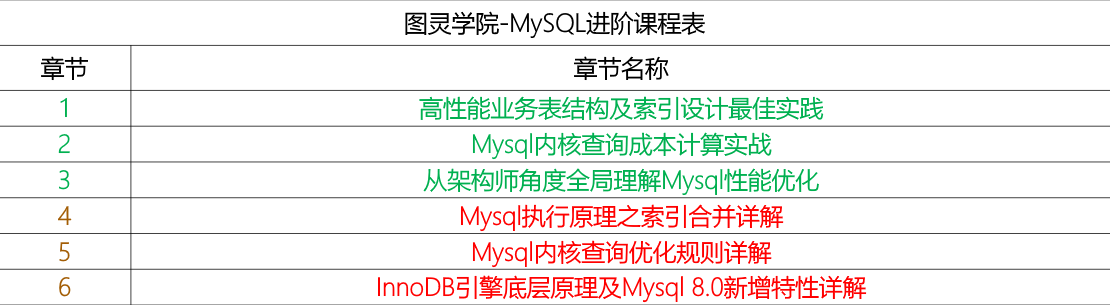 图灵学院-MySQL进阶课程表
章节 章节名称
1 高性能业务表结构及索引设计最佳实践
2 Mysql内核查询成本计算实战
3 从架构师角度全局理解Mysql性能优化
4 Mysql执行原理之索引合并详解
5 Mysql内核查询优化规则详解
6 InnoDB引擎底层原理及Mysql 8.0新增特性详解